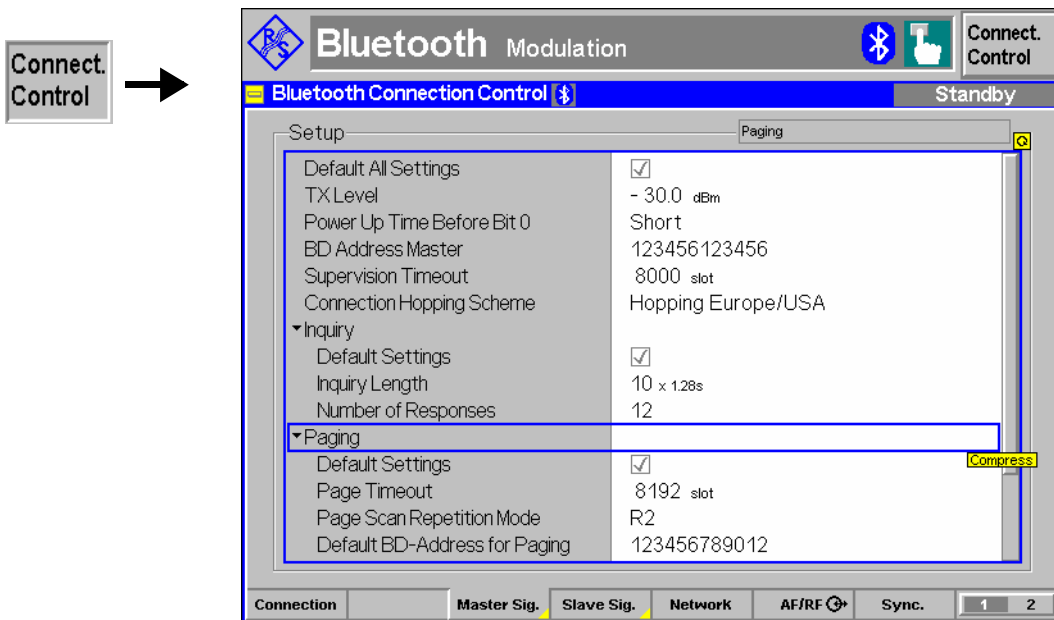 Connect.
Control
R&S
Bluetooth Modulation
Connect.
Control
Bluetooth Connection Control
Standby
Setup
Paging
Default All Settings
TX Level - 30.0 dBm
Power Up Time Before Bit 0 Short
BD Address Master 123456123456
Supervision Timeout 8000 slot
Connection Hopping Scheme Hopping Europe/USA
Inquiry
Default Settings
Inquiry Length 10 x 1.28s
Number of Responses 12
Paging
Default Settings
Compress
Page Timeout 8192 slot
Page Scan Repetition Mode R2
Default BD-Address for Paging 123456789012
Connection Master Sig. Slave Sig. Network AF/RF Sync. 1 2